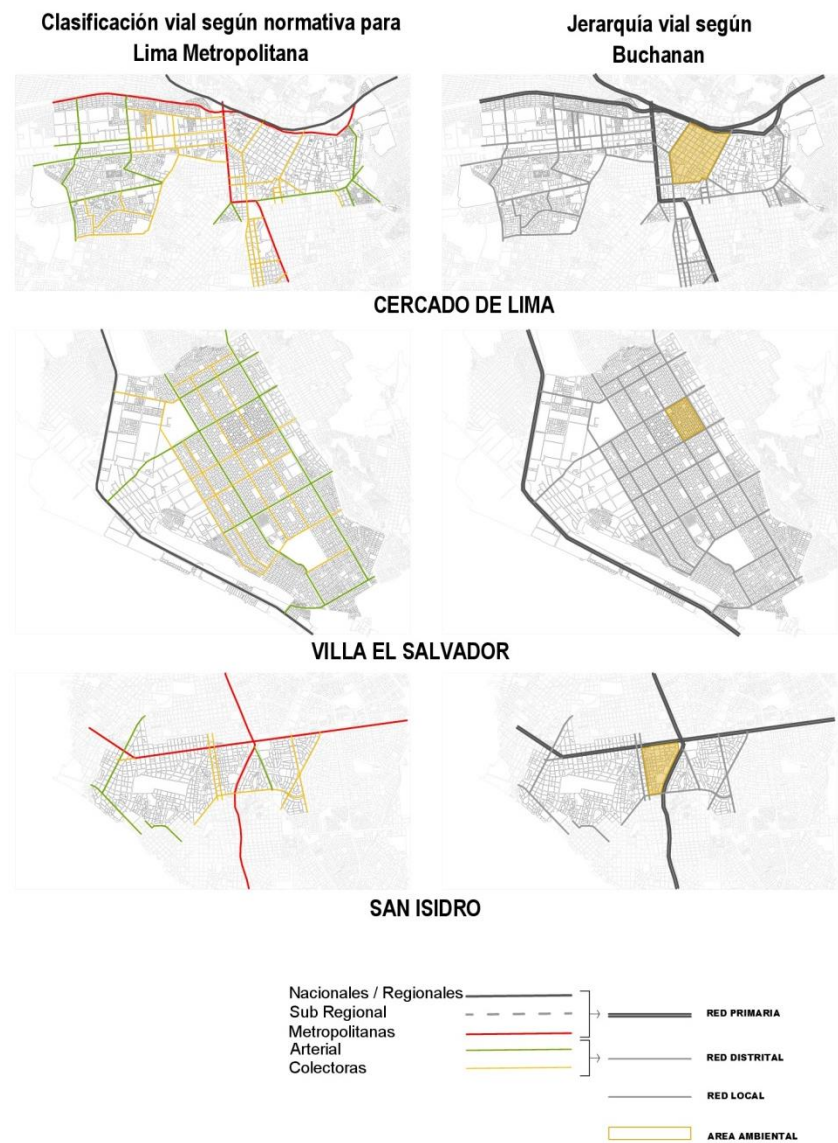 Clasificación vial según normativa para
Lima Metropolitana
Jerarquía vial según
Buchanan
CERCADO DE LIMA
VILLA EL SALVADOR
SAN ISIDRO
Nacionales / Regionales
Sub Regional
Metropolitanas
Arterial
Colectoras
RED PRIMARIA
RED DISTRITAL
RED LOCAL
AREA AMBIENTAL